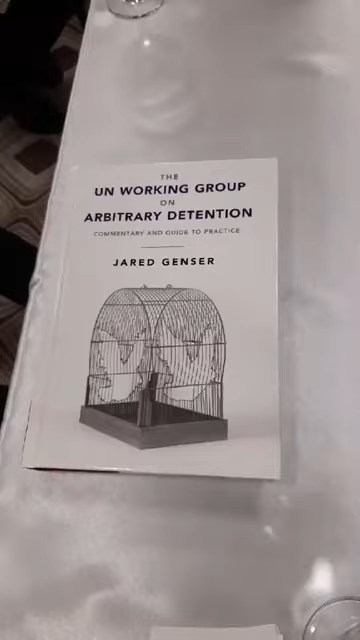 THE
UN WORKING GROUP
ON
ARBITRARY DETENTION
COMMENTARY AND GUIDE TO PRACTICE
JARED GENSER